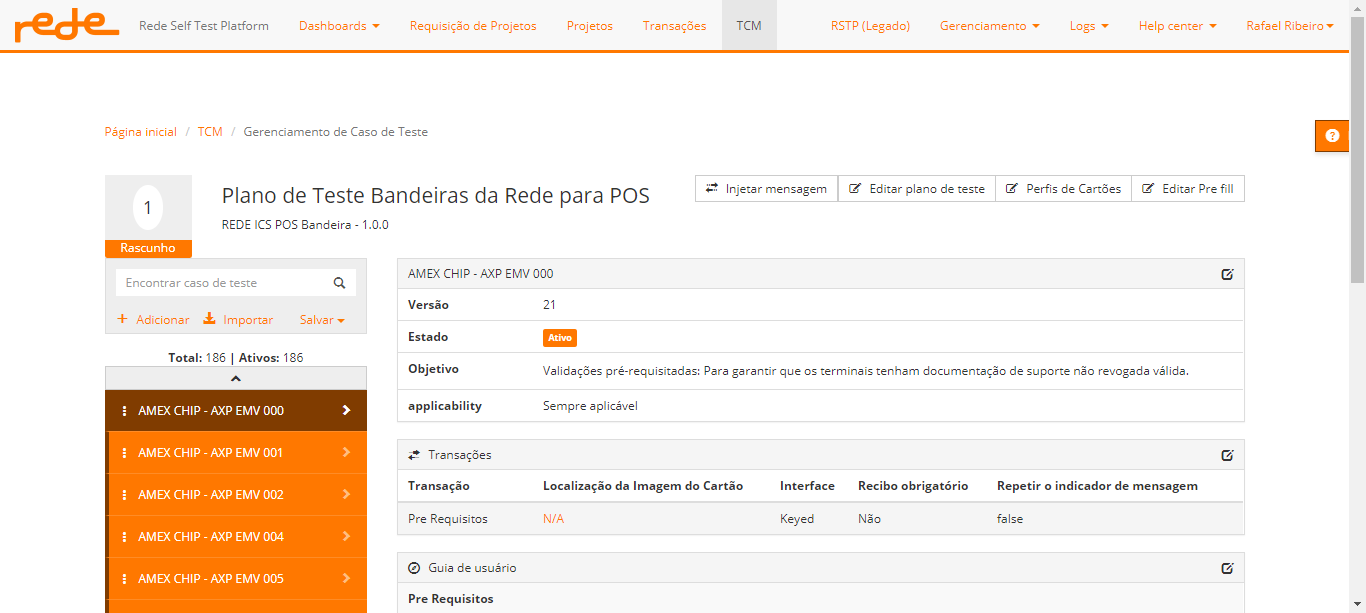 rede Rede Self Test Platform Dashboards Requisição de Projetos Projetos Transações TCM RSTP (Legado) Gerenciamento Logs Help center Rafael Ribeiro
Página inicial / TCM / Gerenciamento de Caso de Teste
1
Rascunho
Plano de Teste Bandeiras da Rede para POS
REDE ICS POS Bandeira - 1.0.0
Injetar mensagem Editar plano de teste Perfis de Cartões Editar Pre fill
Encontrar caso de teste
Adicionar Importar Salvar
Total: 186 | Ativos: 186
AMEX CHIP - AXP EMV 000
AMEX CHIP - AXP EMV 001
AMEX CHIP - AXP EMV 002
AMEX CHIP - AXP EMV 004
AMEX CHIP - AXP EMV 005
AMEX CHIP - AXP EMV 000
Versão 21
Estado Ativo
Objetivo Validações pré-requisitadas: Para garantir que os terminais tenham documentação de suporte não revogada válida.
applicability Sempre aplicável
Transações
Transação Localização da Imagem do Cartão Interface Recibo obrigatório Repetir o indicador de mensagem
Pre Requisitos N/A Keyed Não false
Guia de usuário
Pre Requisitos